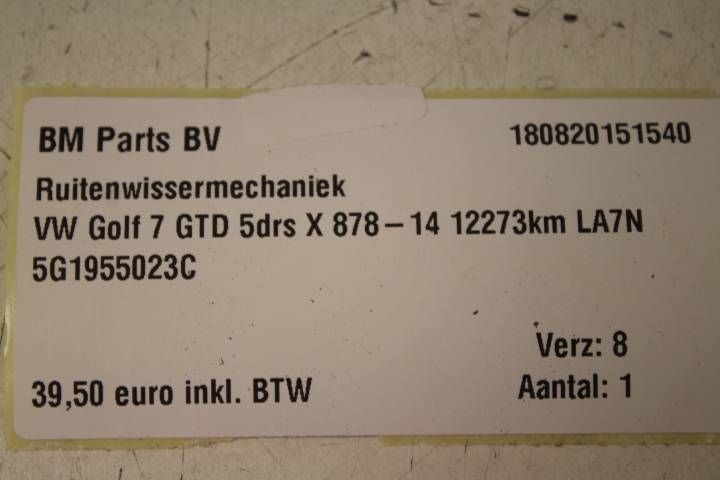 BM Parts BV 180820151540
Ruitenwissermechaniek
VW Golf 7 GTD 5drs X 878-14 12273km LA7N
5G1955023C
Verz: 8
39,50 euro inkl. BTW Aantal: 1